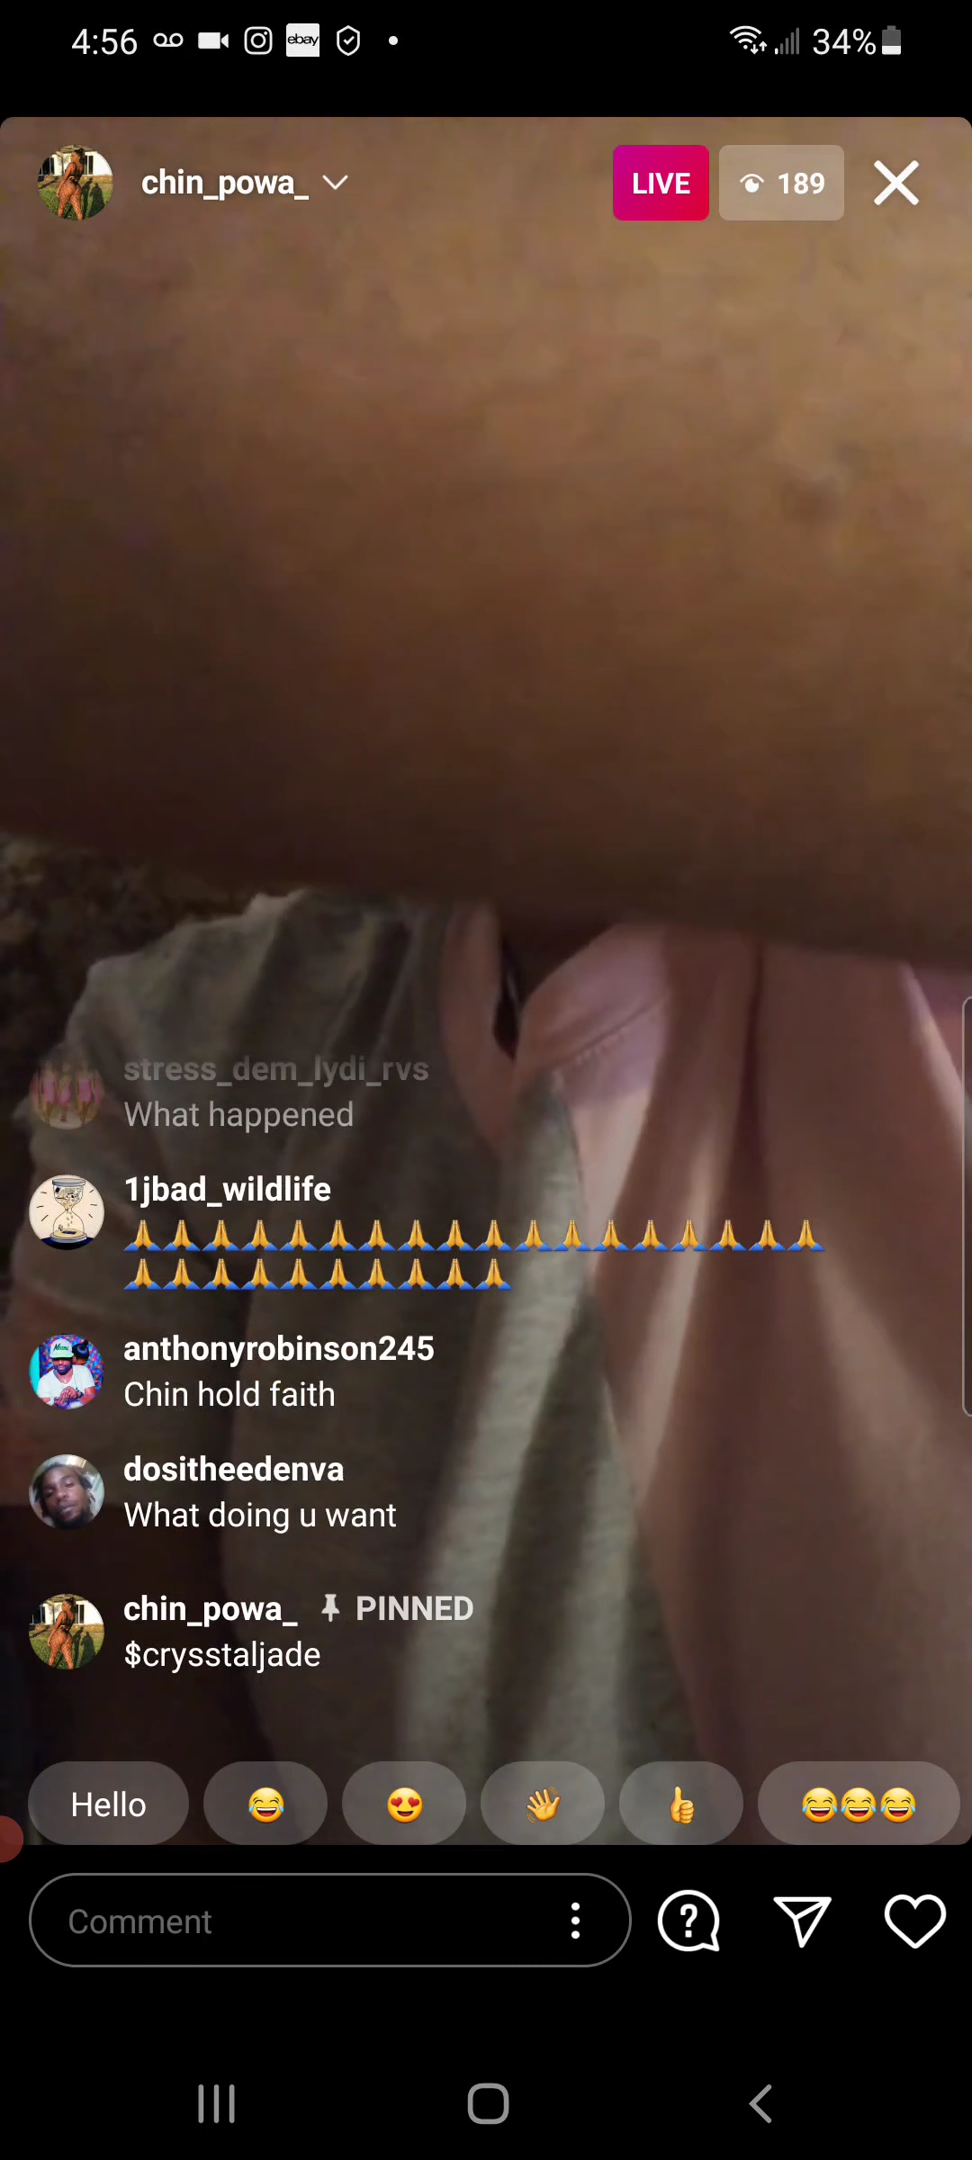 4:56
ebay
34%
chin_powa_
LIVE
189
stress_dem_lydi_rvs
What happened
1jbad_wildlife
🙏🙏🙏🙏🙏🙏🙏🙏🙏🙏🙏🙏🙏🙏🙏🙏🙏🙏
🙏🙏🙏🙏🙏🙏🙏🙏🙏🙏
anthonyrobinson245
Chin hold faith
dositheedenva
What doing u want
chin_powa_ PINNED
$crysstaljade
Hello 😂 😍 👋 👍 😂😂😂
Comment